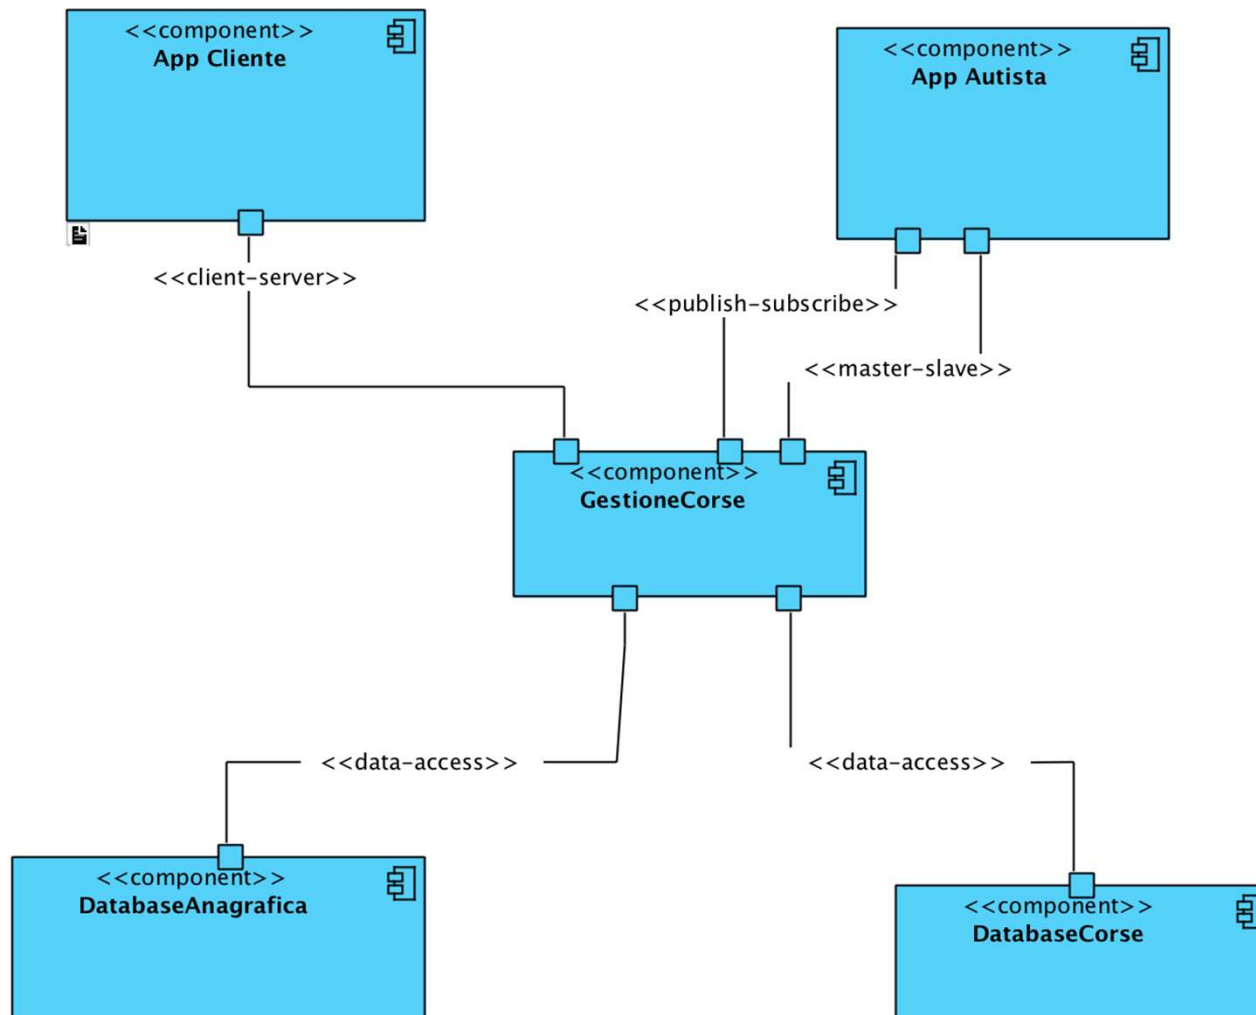 <<component>>
App Cliente
<<component>>
App Autista
<<client-server>>
<<publish-subscribe>>
<<master-slave>>
<<component>>
GestioneCorse
<<data-access>>
<<data-access>>
<<component>>
DatabaseAnagrafica
<<component>>
DatabaseCorse